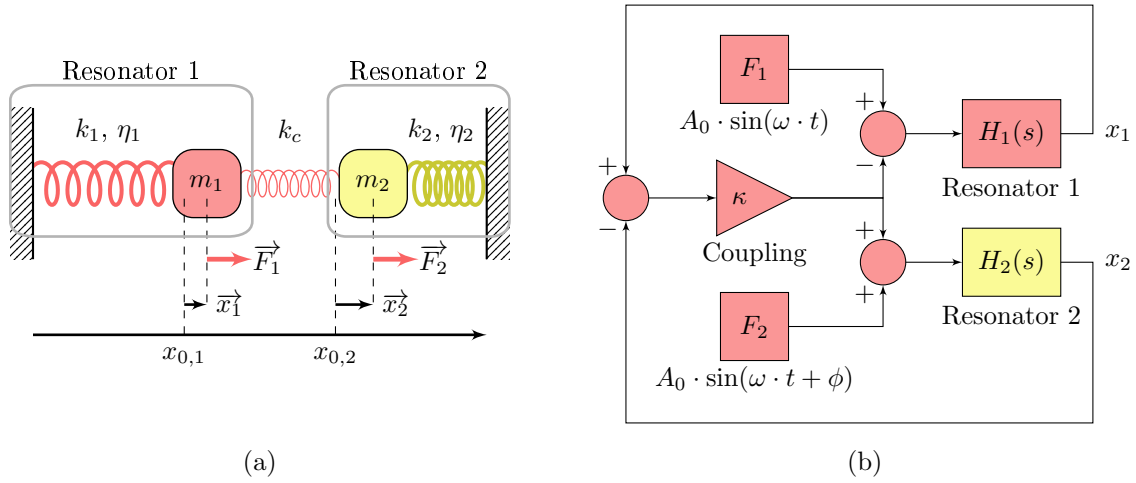 Resonator 1
Resonator 2
k₁, η₁
k_c
k₂, η₂
m₁
m₂
F₁→
F₂→
x₁→
x₂→
x₀,₁
x₀,₂
(a)
F₁
A₀ · sin(ω · t)
+
−
H₁(s)
x₁
Resonator 1
+
−
κ
Coupling
+
+
H₂(s)
x₂
Resonator 2
F₂
A₀ · sin(ω · t + ϕ)
(b)